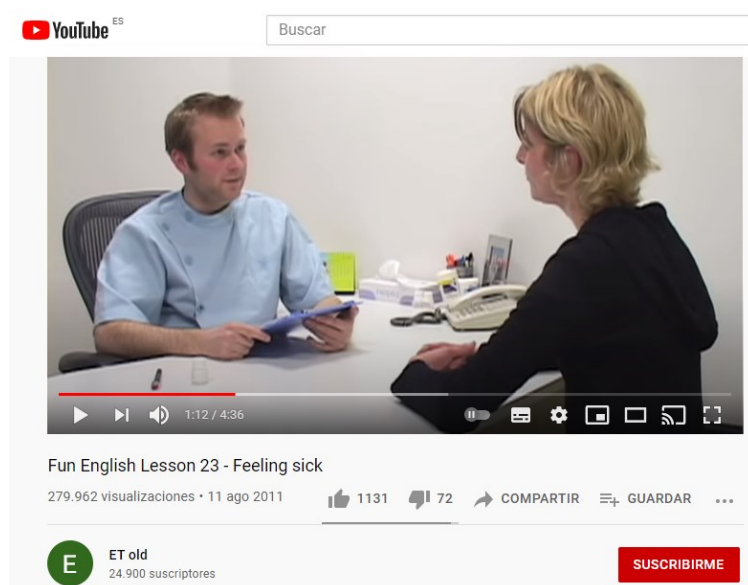 YouTube ES
Buscar
1:12 / 4:36
Fun English Lesson 23 - Feeling sick
279.962 visualizaciones • 11 ago 2011
1131
72
COMPARTIR
GUARDAR
E
ET old
24.900 suscriptores
SUSCRIBIRME